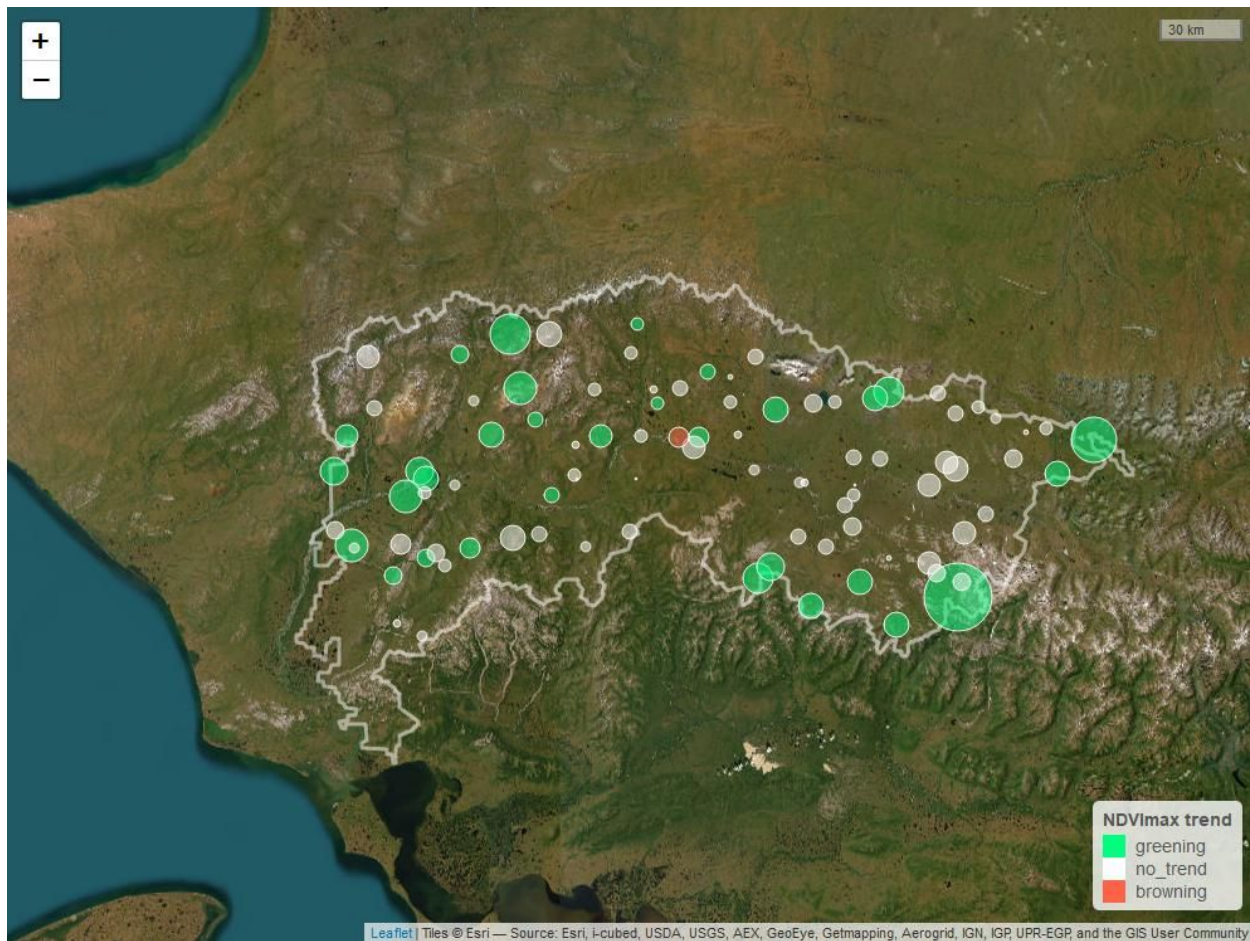 +
−
30 km
NDVImax trend
greening
no_trend
browning
Leaflet | Tiles © Esri — Source: Esri, i-cubed, USDA, USGS, AEX, GeoEye, Getmapping, Aerogrid, IGN, IGP, UPR-EGP, and the GIS User Community